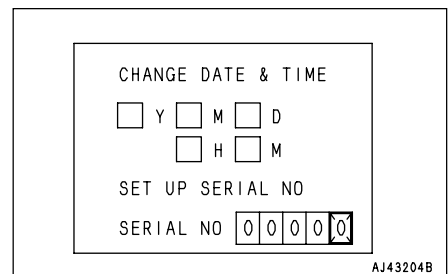 CHANGE DATE & TIME
Y M D
H M
SET UP SERIAL NO
SERIAL NO 0 0 0 0 0
AJ43204B